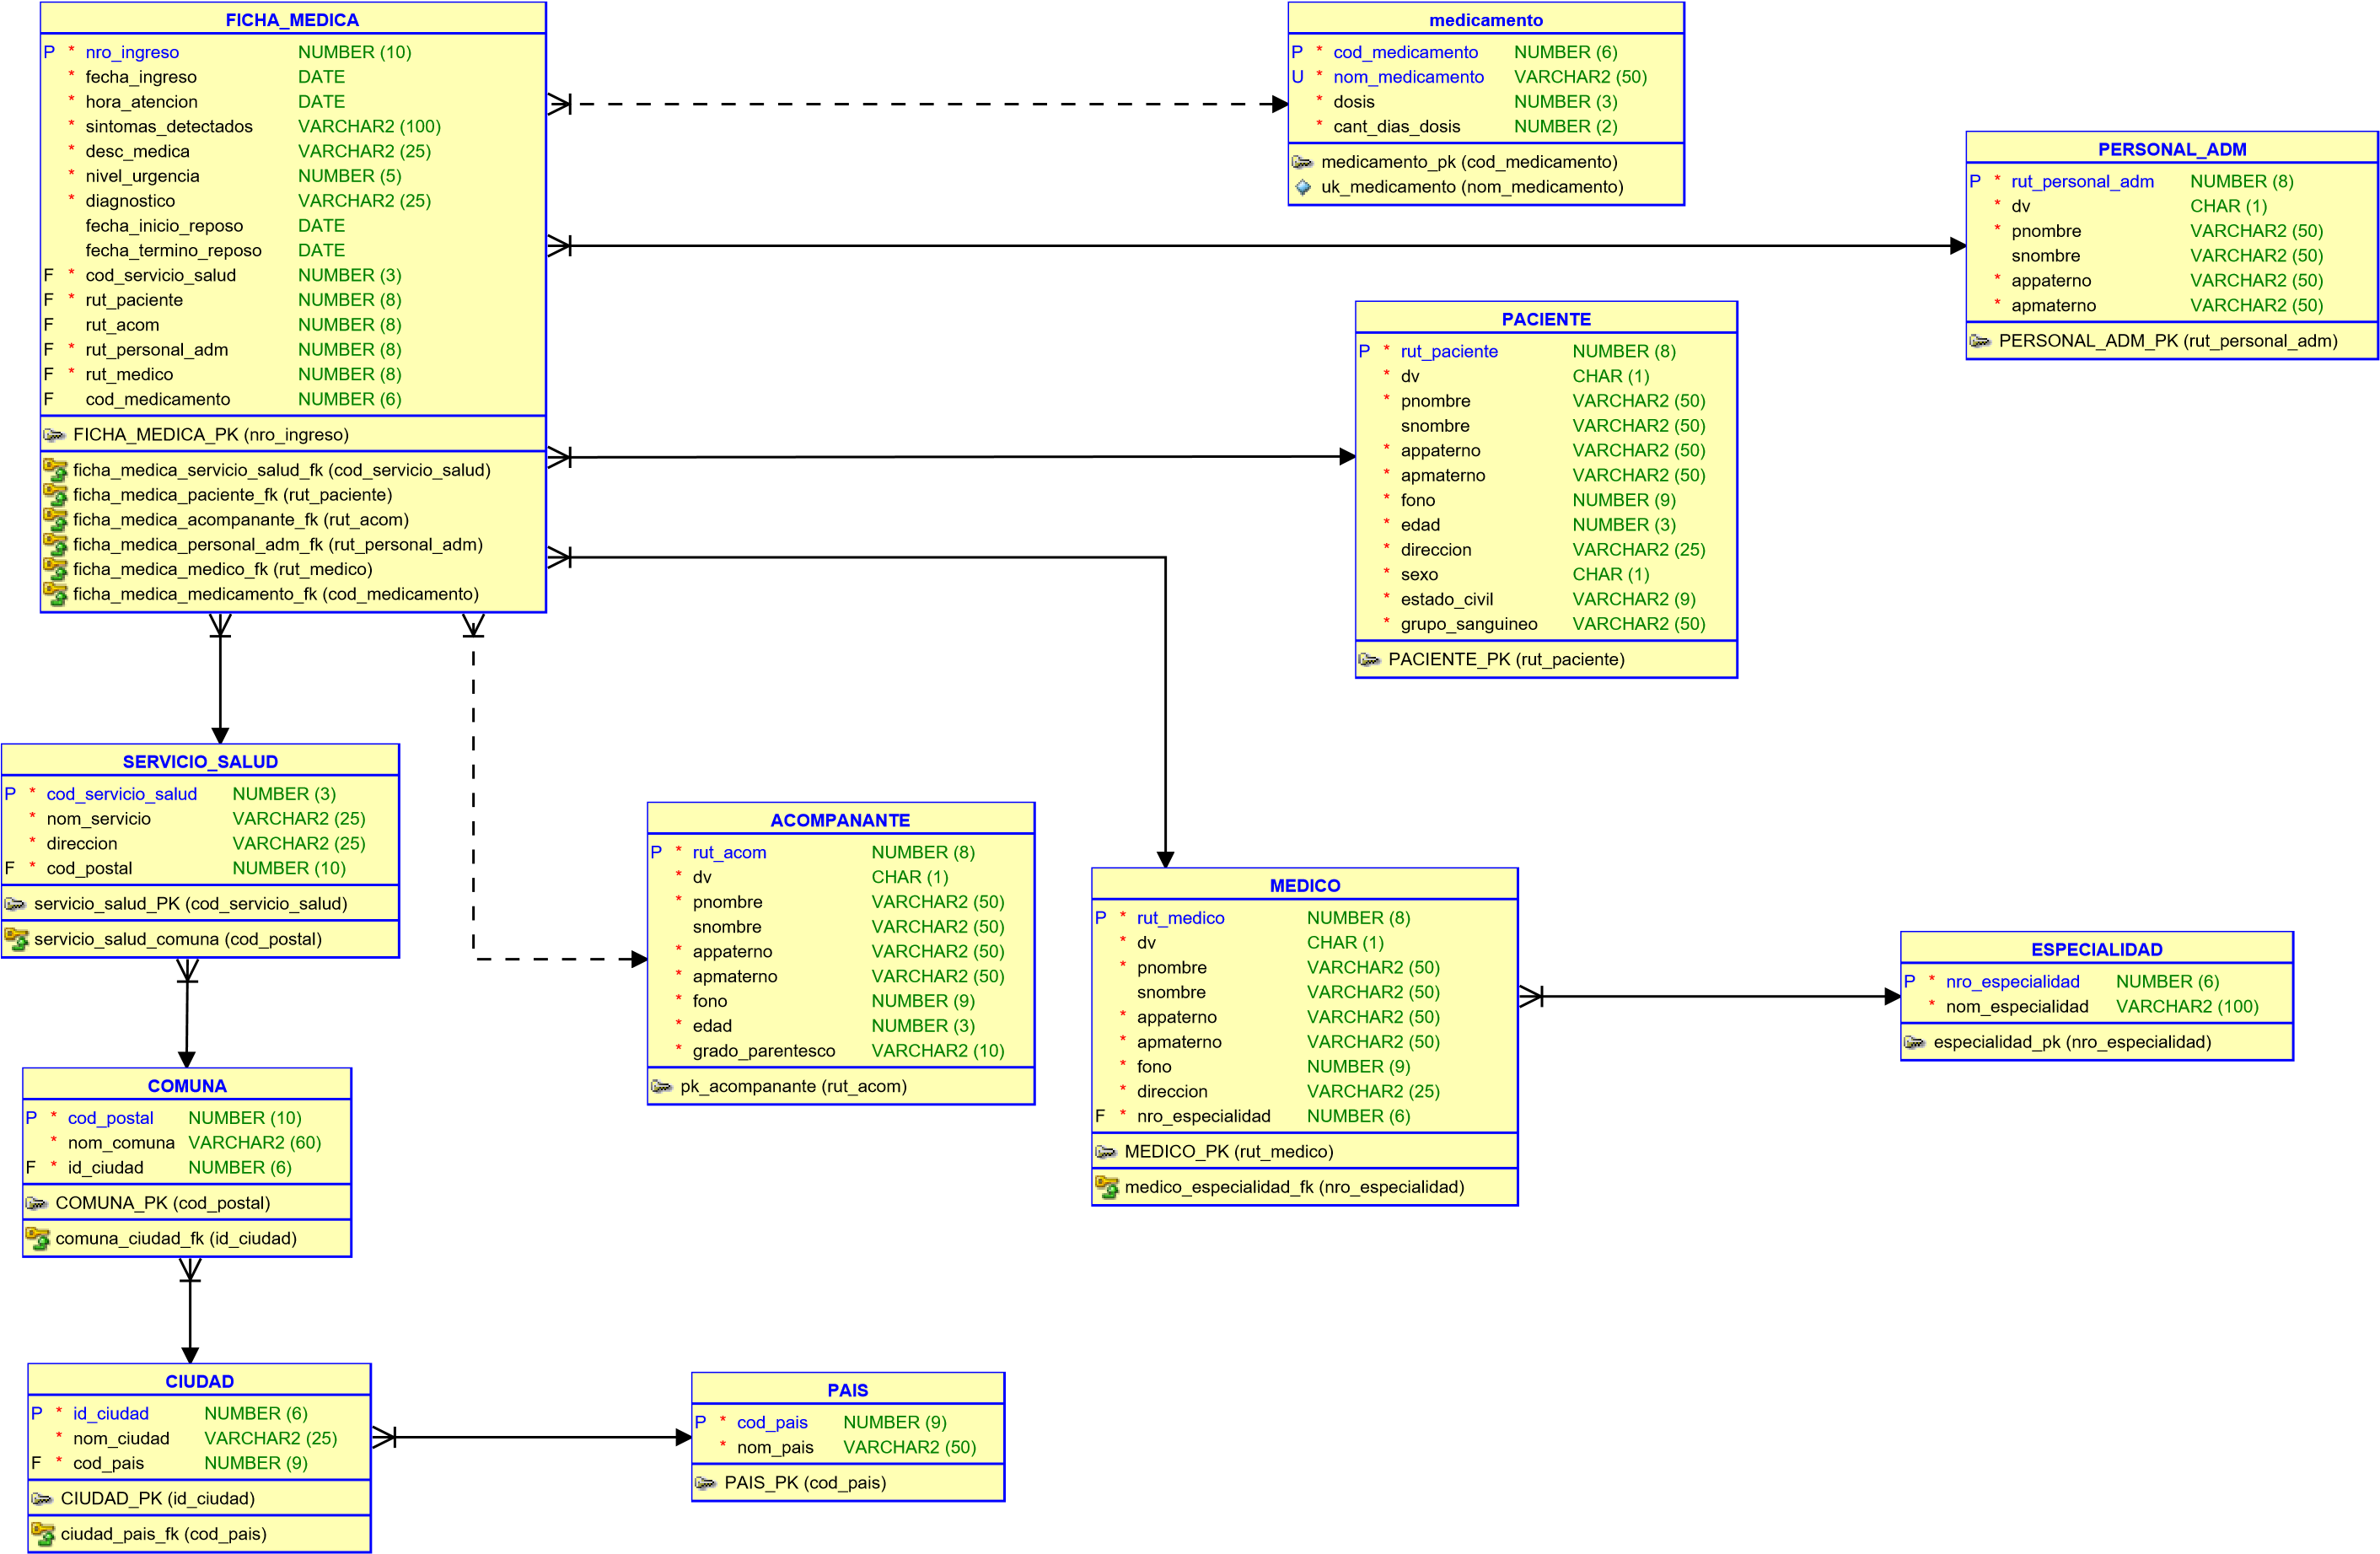 FICHA_MEDICA
P * nro_ingreso NUMBER (10)
* fecha_ingreso DATE
* hora_atencion DATE
* sintomas_detectados VARCHAR2 (100)
* desc_medica VARCHAR2 (25)
* nivel_urgencia NUMBER (5)
* diagnostico VARCHAR2 (25)
fecha_inicio_reposo DATE
fecha_termino_reposo DATE
F * cod_servicio_salud NUMBER (3)
F * rut_paciente NUMBER (8)
F rut_acom NUMBER (8)
F * rut_personal_adm NUMBER (8)
F * rut_medico NUMBER (8)
F cod_medicamento NUMBER (6)
FICHA_MEDICA_PK (nro_ingreso)
ficha_medica_servicio_salud_fk (cod_servicio_salud)
ficha_medica_paciente_fk (rut_paciente)
ficha_medica_acompanante_fk (rut_acom)
ficha_medica_personal_adm_fk (rut_personal_adm)
ficha_medica_medico_fk (rut_medico)
ficha_medica_medicamento_fk (cod_medicamento)
medicamento
P * cod_medicamento NUMBER (6)
U * nom_medicamento VARCHAR2 (50)
* dosis NUMBER (3)
* cant_dias_dosis NUMBER (2)
medicamento_pk (cod_medicamento)
uk_medicamento (nom_medicamento)
PERSONAL_ADM
P * rut_personal_adm NUMBER (8)
* dv CHAR (1)
* pnombre VARCHAR2 (50)
snombre VARCHAR2 (50)
* appaterno VARCHAR2 (50)
* apmaterno VARCHAR2 (50)
PERSONAL_ADM_PK (rut_personal_adm)
PACIENTE
P * rut_paciente NUMBER (8)
* dv CHAR (1)
* pnombre VARCHAR2 (50)
snombre VARCHAR2 (50)
* appaterno VARCHAR2 (50)
* apmaterno VARCHAR2 (50)
* fono NUMBER (9)
* edad NUMBER (3)
* direccion VARCHAR2 (25)
* sexo CHAR (1)
* estado_civil VARCHAR2 (9)
* grupo_sanguineo VARCHAR2 (50)
PACIENTE_PK (rut_paciente)
SERVICIO_SALUD
P * cod_servicio_salud NUMBER (3)
* nom_servicio VARCHAR2 (25)
* direccion VARCHAR2 (25)
F * cod_postal NUMBER (10)
servicio_salud_PK (cod_servicio_salud)
servicio_salud_comuna (cod_postal)
ACOMPANANTE
P * rut_acom NUMBER (8)
* dv CHAR (1)
* pnombre VARCHAR2 (50)
snombre VARCHAR2 (50)
* appaterno VARCHAR2 (50)
* apmaterno VARCHAR2 (50)
* fono NUMBER (9)
* edad NUMBER (3)
* grado_parentesco VARCHAR2 (10)
pk_acompanante (rut_acom)
MEDICO
P * rut_medico NUMBER (8)
* dv CHAR (1)
* pnombre VARCHAR2 (50)
snombre VARCHAR2 (50)
* appaterno VARCHAR2 (50)
* apmaterno VARCHAR2 (50)
* fono NUMBER (9)
* direccion VARCHAR2 (25)
F * nro_especialidad NUMBER (6)
MEDICO_PK (rut_medico)
medico_especialidad_fk (nro_especialidad)
ESPECIALIDAD
P * nro_especialidad NUMBER (6)
* nom_especialidad VARCHAR2 (100)
especialidad_pk (nro_especialidad)
COMUNA
P * cod_postal NUMBER (10)
* nom_comuna VARCHAR2 (60)
F * id_ciudad NUMBER (6)
COMUNA_PK (cod_postal)
comuna_ciudad_fk (id_ciudad)
CIUDAD
P * id_ciudad NUMBER (6)
* nom_ciudad VARCHAR2 (25)
F * cod_pais NUMBER (9)
CIUDAD_PK (id_ciudad)
ciudad_pais_fk (cod_pais)
PAIS
P * cod_pais NUMBER (9)
* nom_pais VARCHAR2 (50)
PAIS_PK (cod_pais)